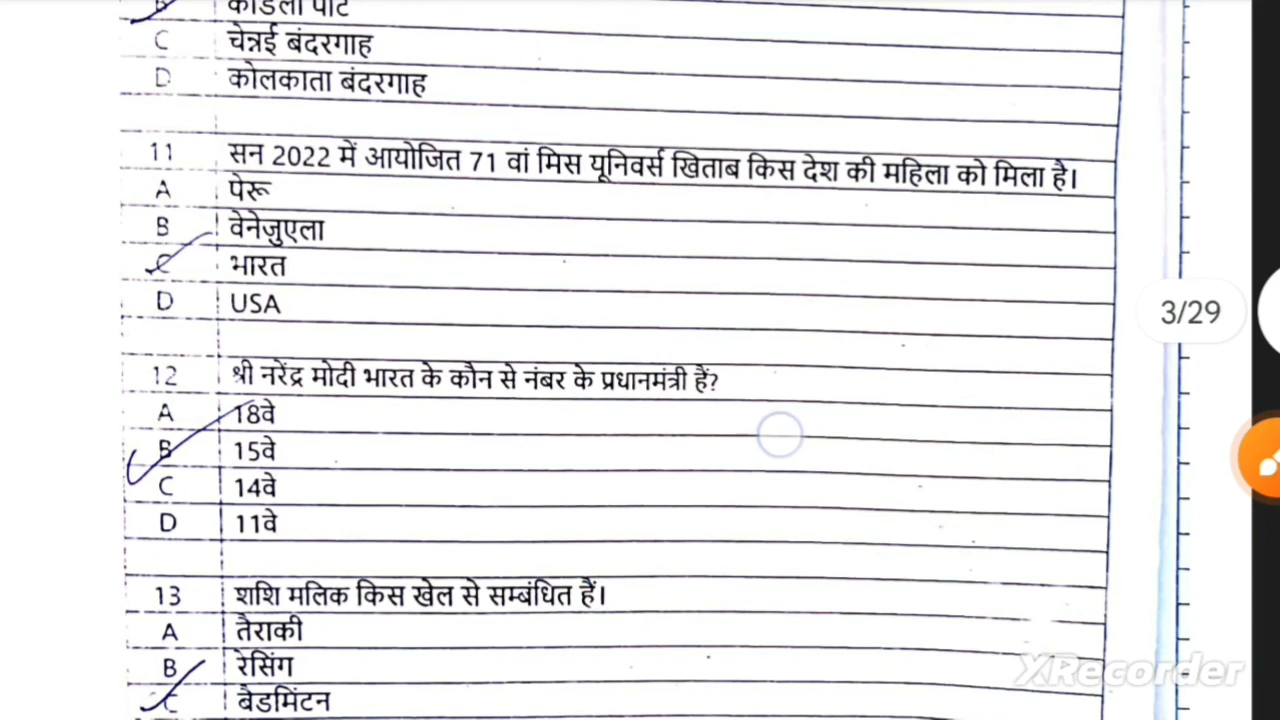 B कांडला पोर्ट
C चेन्नई बंदरगाह
D कोलकाता बंदरगाह
11 सन 2022 में आयोजित 71 वां मिस यूनिवर्स खिताब किस देश की महिला को मिला है।
A पेरू
B वेनेजुएला
C भारत
D USA
3/29
12 श्री नरेंद्र मोदी भारत के कौन से नंबर के प्रधानमंत्री हैं?
A 18वे
B 15वे
C 14वे
D 11वे
13 शशि मलिक किस खेल से सम्बंधित हैं।
A तैराकी
B रेसिंग
C बैडमिंटन
XRecorder